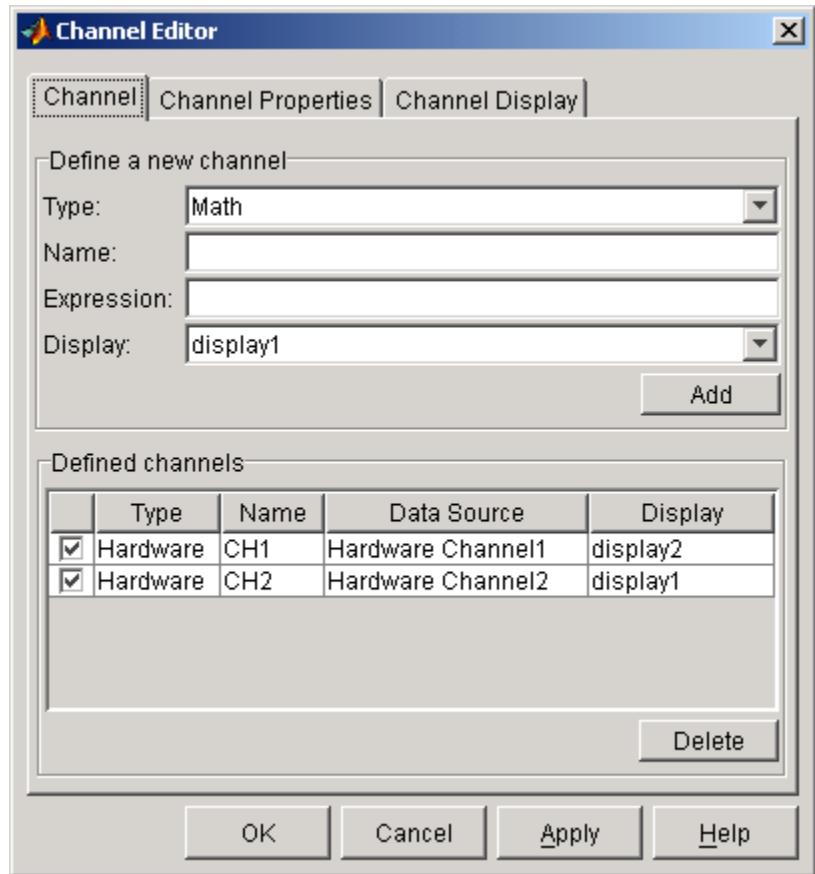 Channel Editor
Channel Channel Properties Channel Display
Define a new channel
Type: Math
Name:
Expression:
Display: display1
Add
Defined channels
Type Name Data Source Display
Hardware CH1 Hardware Channel1 display2
Hardware CH2 Hardware Channel2 display1
Delete
OK Cancel Apply Help